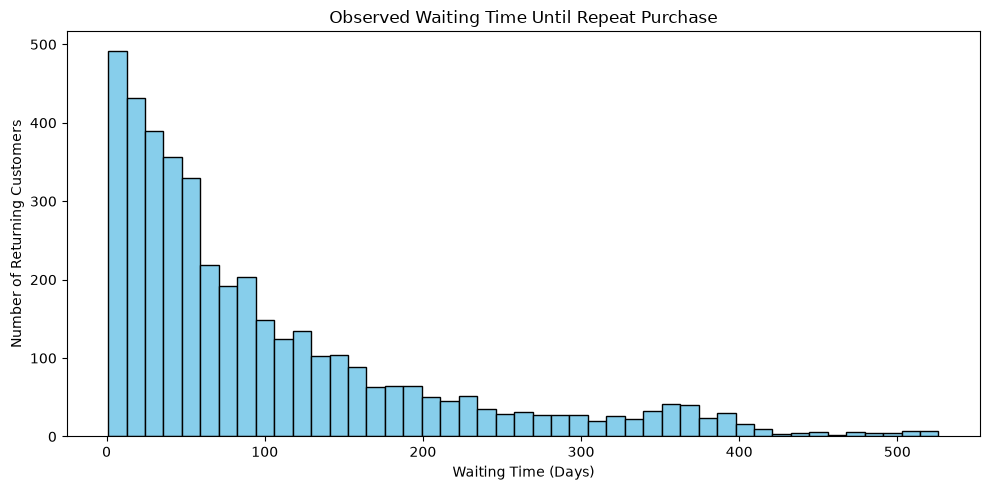 Observed Waiting Time Until Repeat Purchase
Number of Returning Customers
500
400
300
200
100
0
0 100 200 300 400 500
Waiting Time (Days)